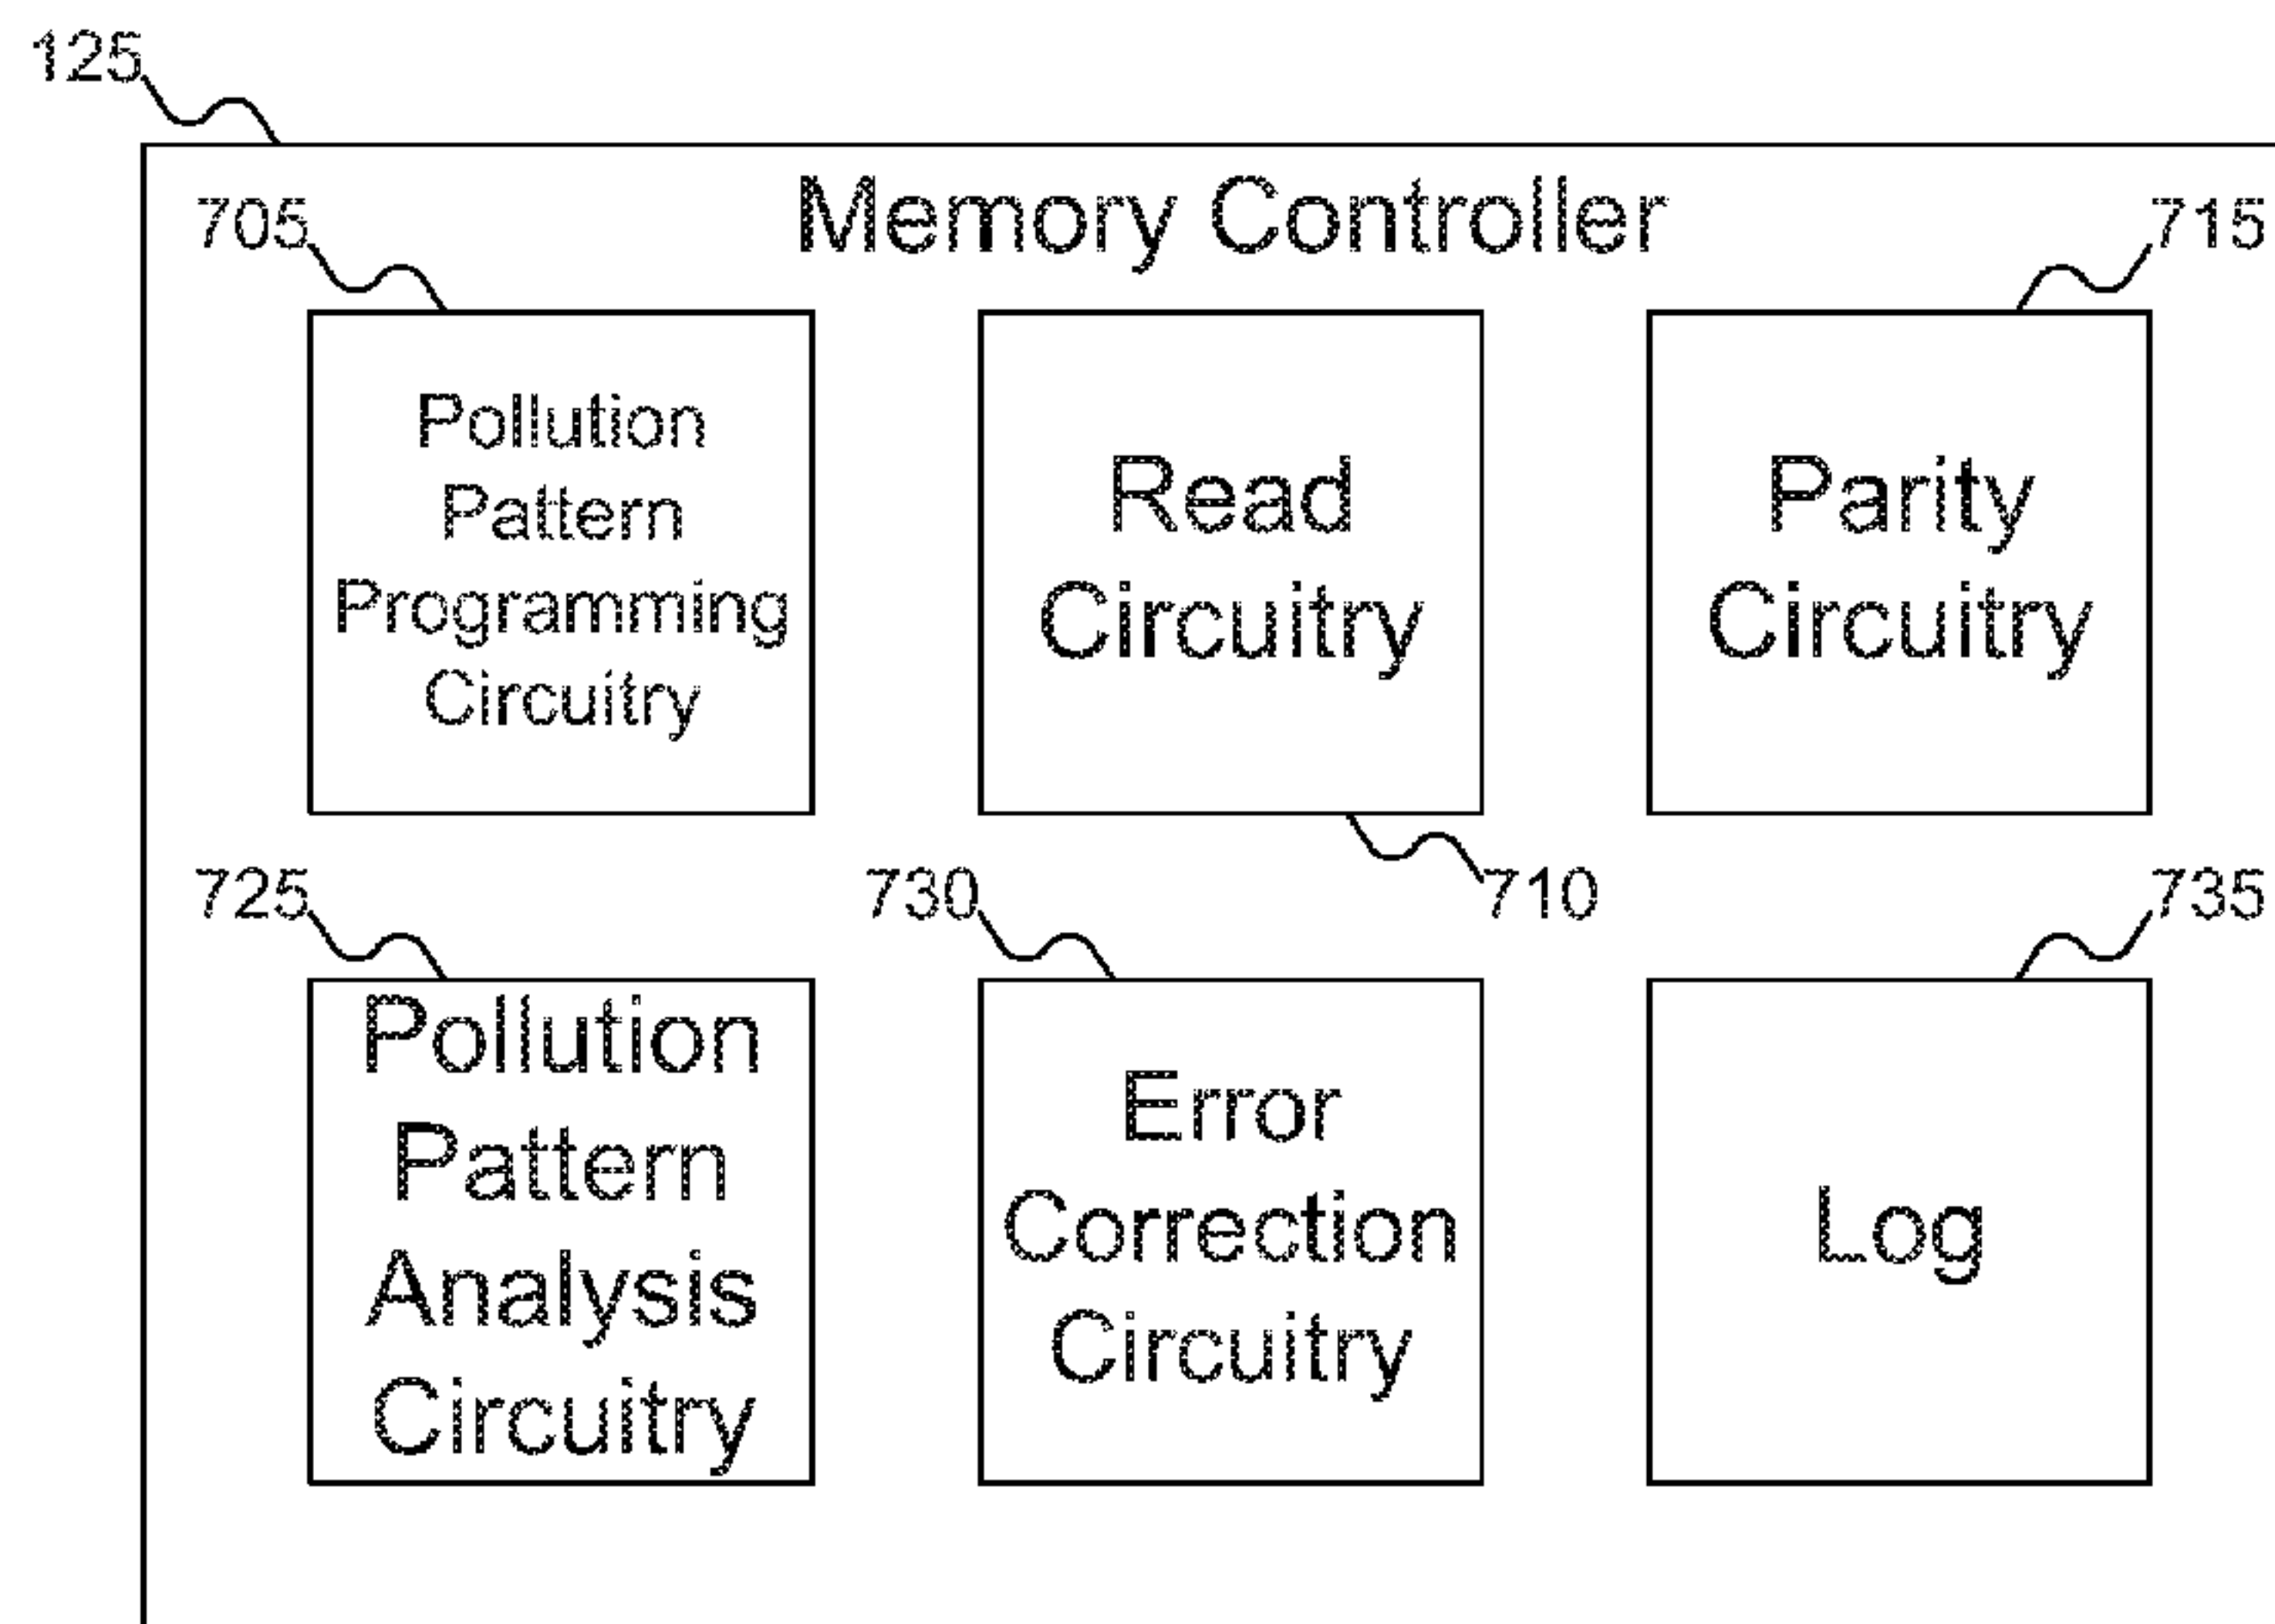 125
Memory Controller
705
715
Pollution
Pattern
Programming
Circuitry
Read
Circuitry
Parity
Circuitry
710
725
730
735
Pollution
Pattern
Analysis
Circuitry
Error
Correction
Circuitry
Log